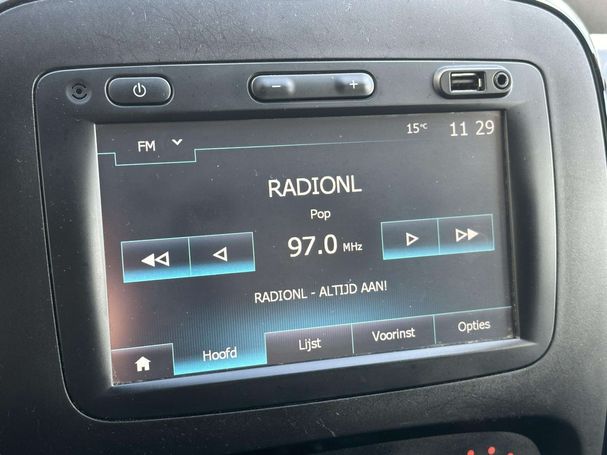 − +
FM 15°C 11 29
RADIONL
Pop
97.0 MHz
RADIONL - ALTIJD AAN!
Hoofd Lijst Voorinst Opties